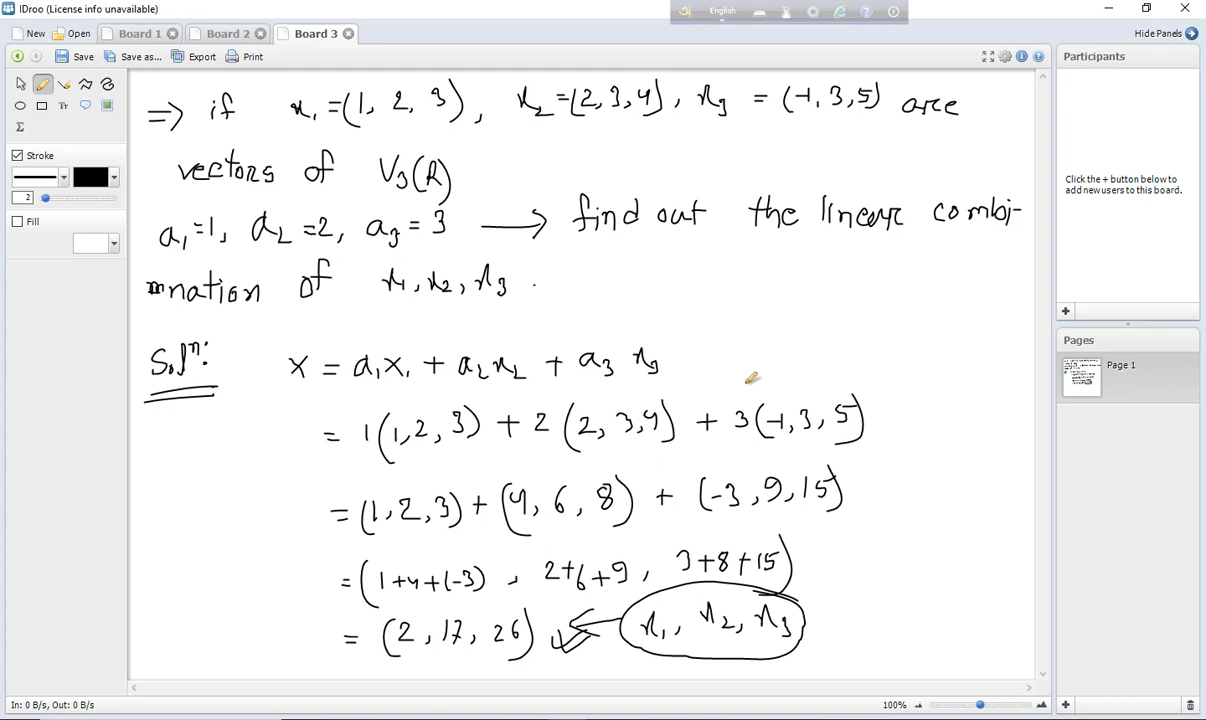 IDroo (License info unavailable)
English
New Open Board 1 Board 2 Board 3 Hide Panels
Save Save as... Export Print
Participants
Click the + button below to
add new users to this board.
Stroke
2
Fill
Pages
Page 1
⇒ if x₁ =(1, 2, 3), x₂ =(2,3,4), x₃ = (-1,3,5) are
vectors of V₃(R)
a₁=1, a₂=2, a₃=3 → find out the linear combi-
nation of x₁, x₂, x₃ .
Solⁿ: X = a₁x₁ + a₂x₂ + a₃x₃
= 1(1,2,3) + 2(2,3,4) + 3(-1,3,5)
= (1,2,3) + (4,6,8) + (-3,9,15)
= (1+4+(-3), 2+6+9, 3+8+15)
= (2,17,26) x₁, x₂, x₃
In: 0 B/s, Out: 0 B/s 100%